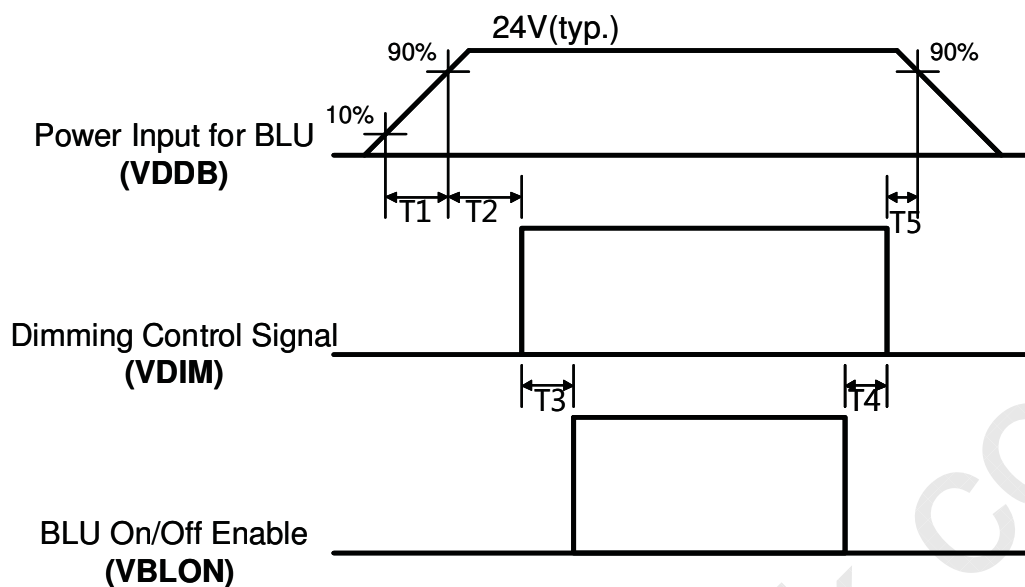 24V(typ.)
90%
90%
10%
Power Input for BLU
(VDDB)
T1
T2
T5
Dimming Control Signal
(VDIM)
T3
T4
BLU On/Off Enable
(VBLON)